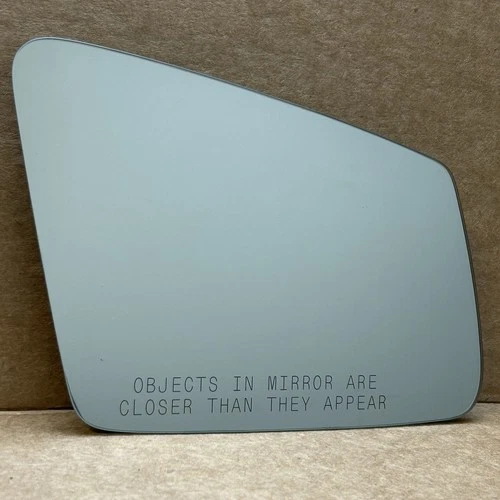 OBJECTS IN MIRROR ARE
CLOSER THAN THEY APPEAR